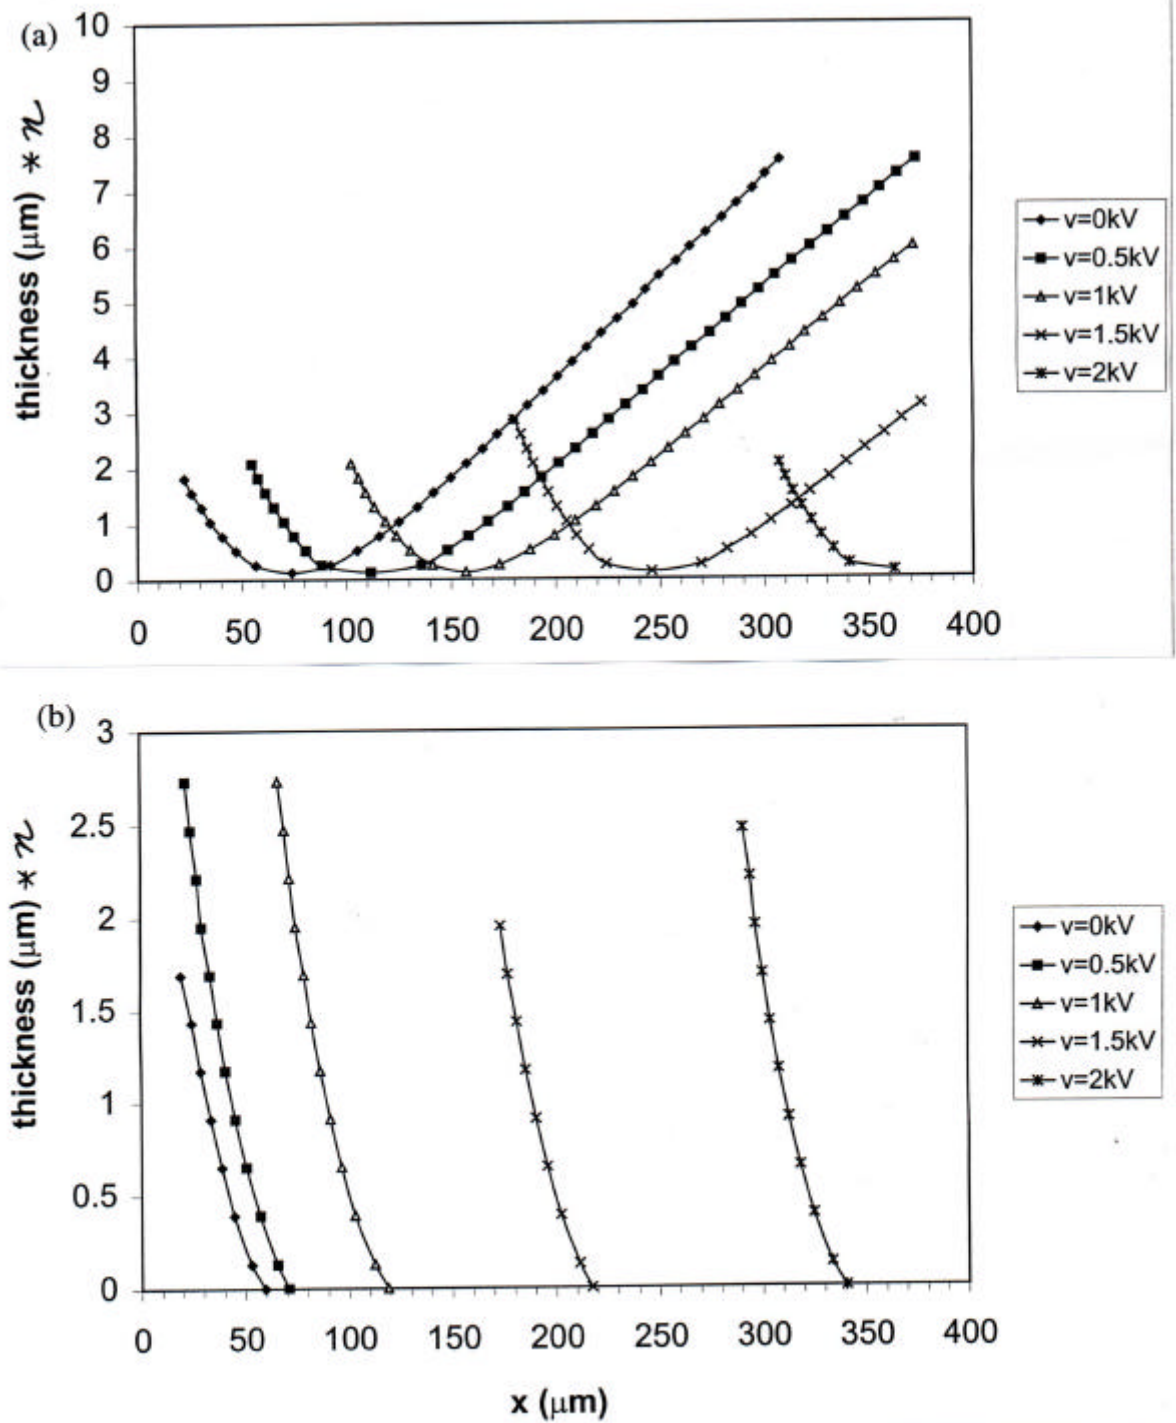 (a)
10
9
8
7
6
5
4
3
2
1
0
thickness (μm) * n
0 50 100 150 200 250 300 350 400
v=0kV
v=0.5kV
v=1kV
v=1.5kV
v=2kV
(b)
3
2.5
2
1.5
1
0.5
0
thickness (μm) * n
0 50 100 150 200 250 300 350 400
x (μm)
v=0kV
v=0.5kV
v=1kV
v=1.5kV
v=2kV